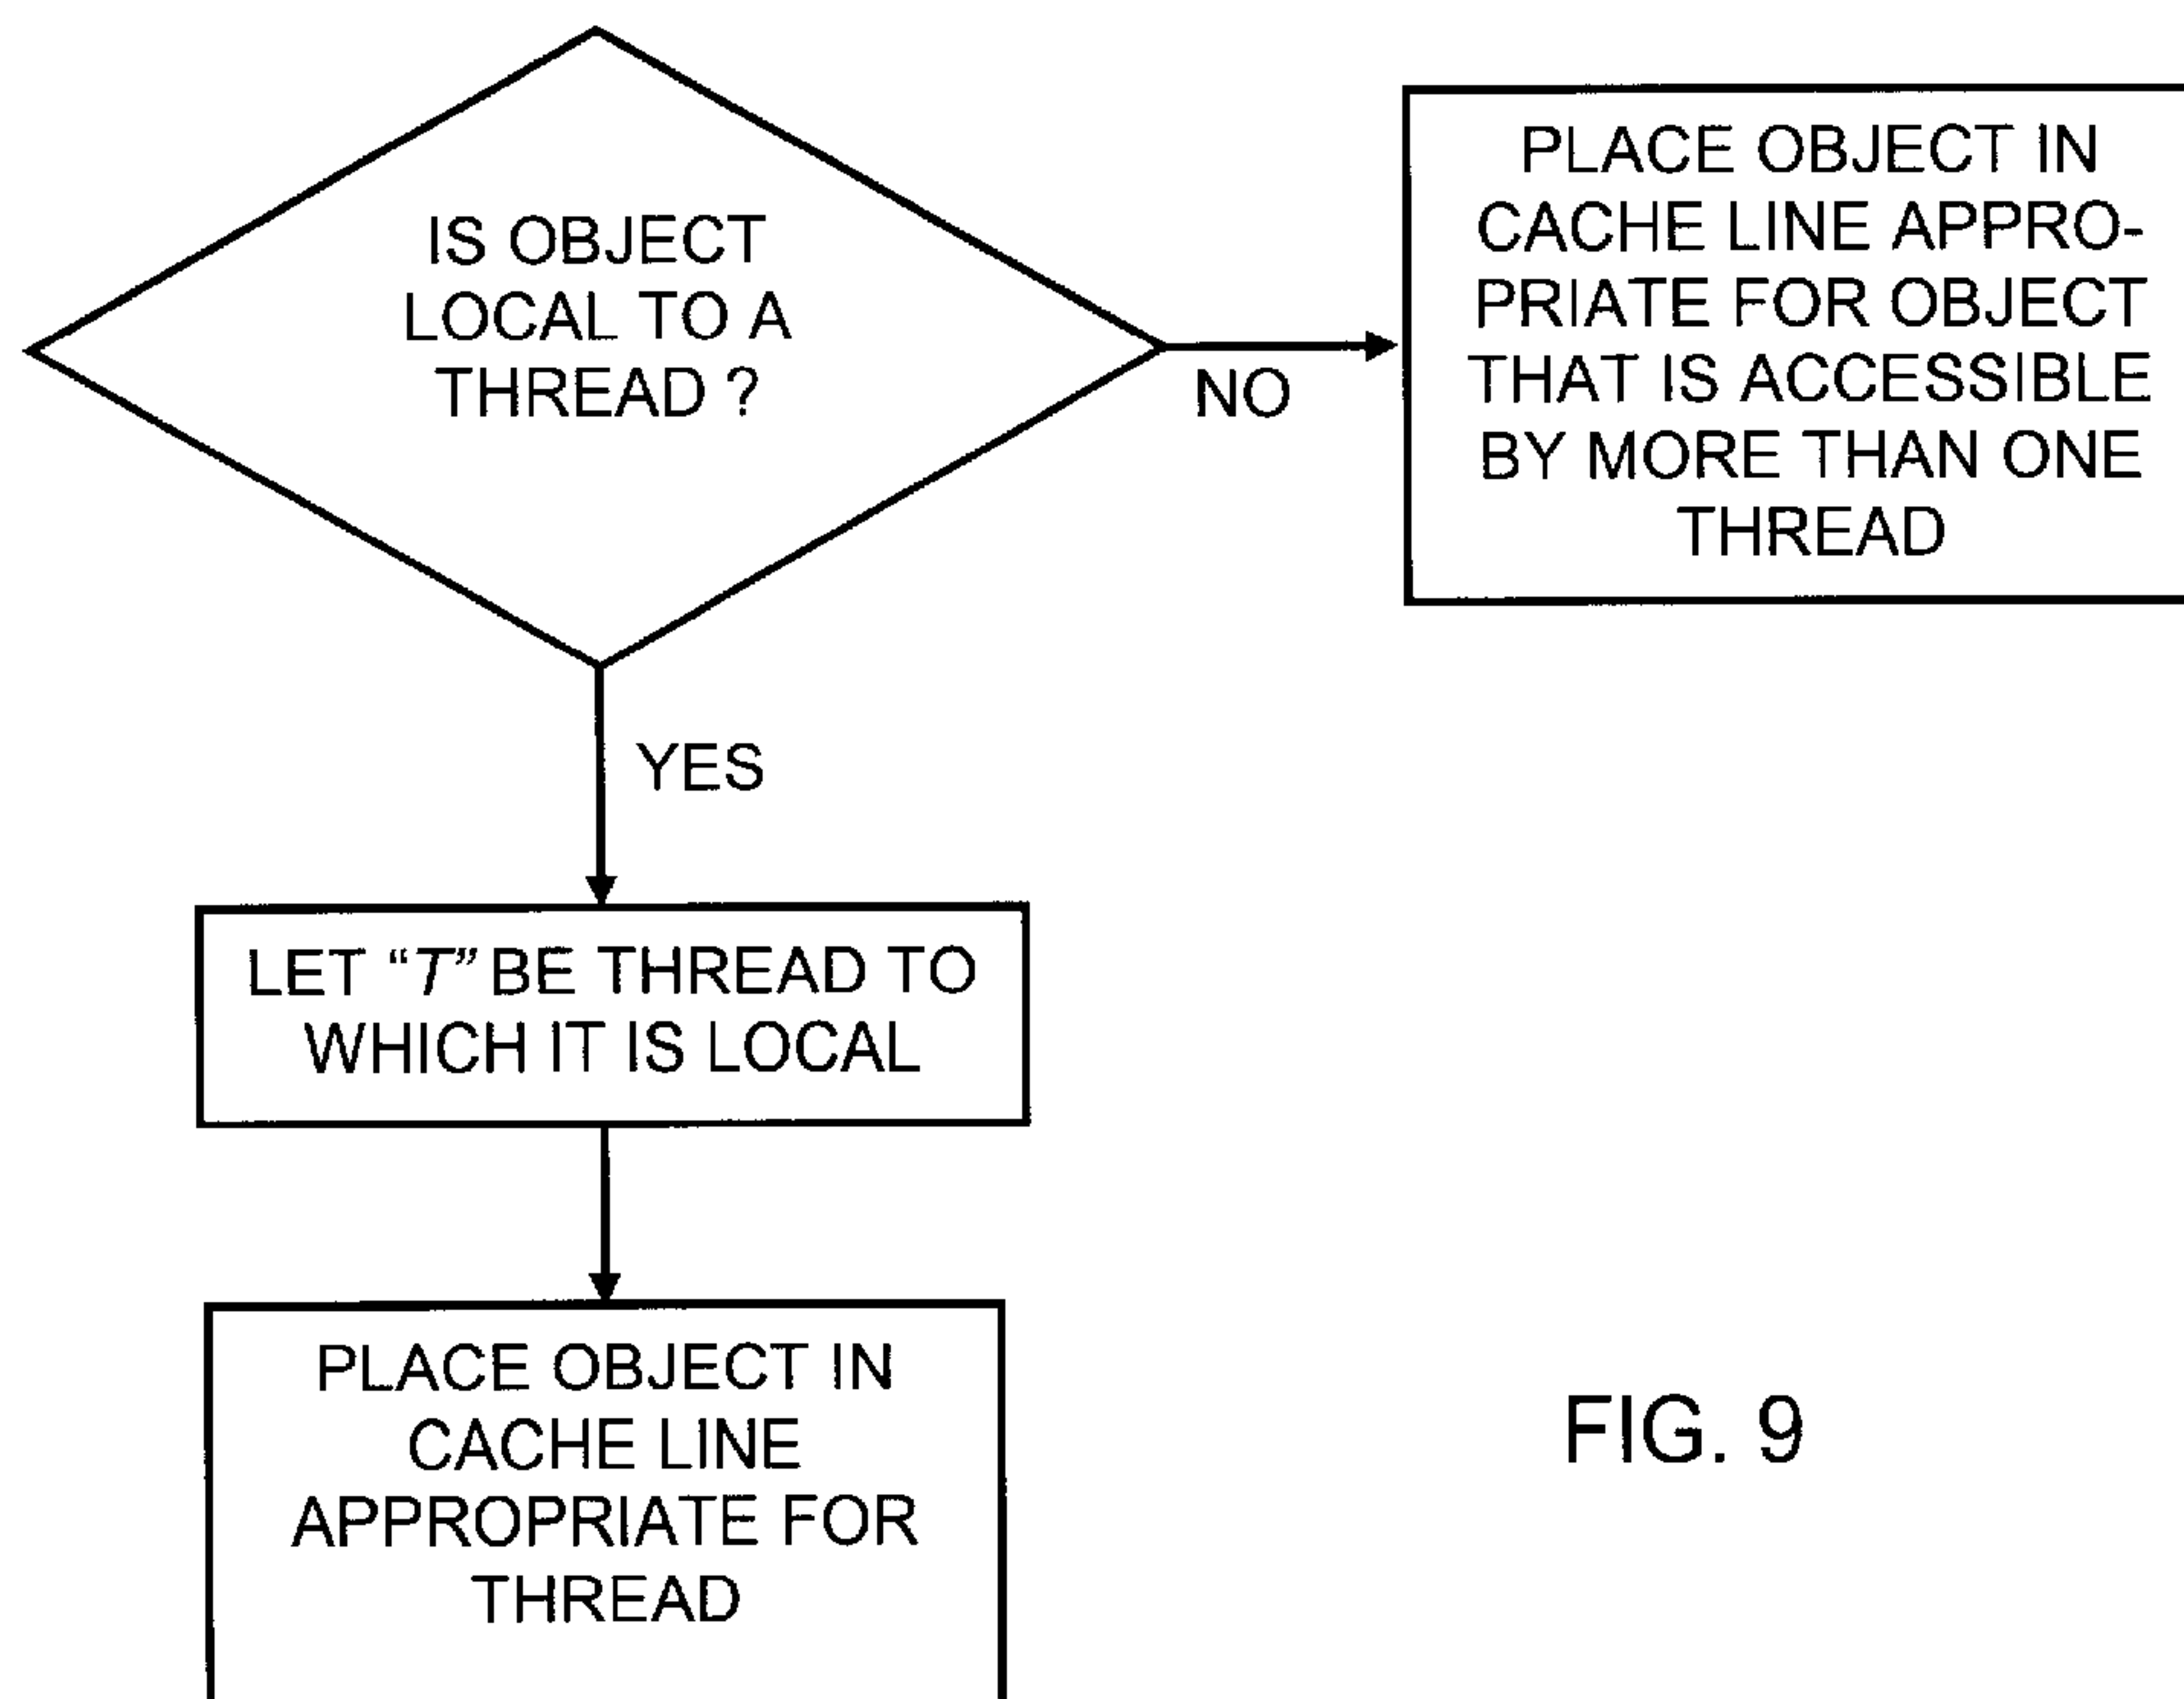 IS OBJECT
LOCAL TO A
THREAD ?
NO
PLACE OBJECT IN
CACHE LINE APPRO-
PRIATE FOR OBJECT
THAT IS ACCESSIBLE
BY MORE THAN ONE
THREAD
YES
LET “T” BE THREAD TO
WHICH IT IS LOCAL
PLACE OBJECT IN
CACHE LINE
APPROPRIATE FOR
THREAD
FIG. 9